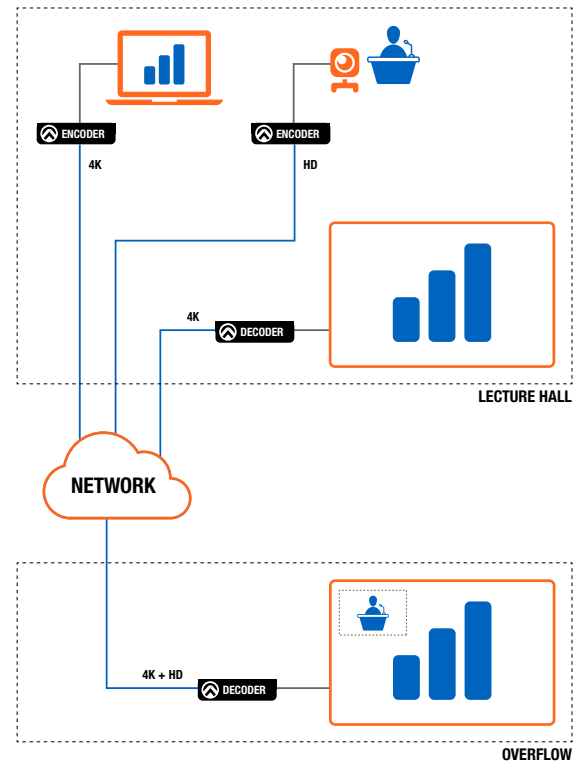 ENCODER
ENCODER
4K
HD
4K
DECODER
LECTURE HALL
NETWORK
4K + HD
DECODER
OVERFLOW